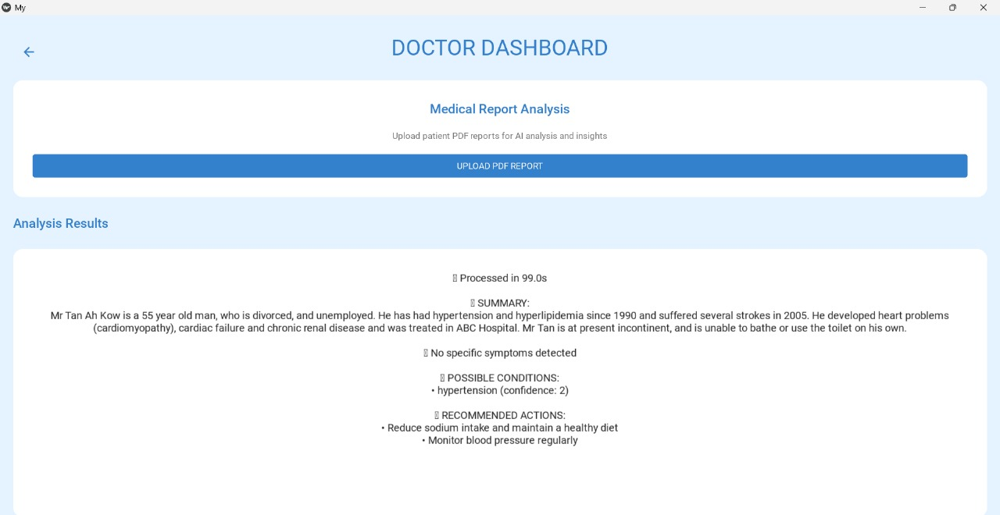 My
DOCTOR DASHBOARD
Medical Report Analysis
Upload patient PDF reports for AI analysis and insights
UPLOAD PDF REPORT
Analysis Results
Processed in 99.0s
SUMMARY:
Mr Tan Ah Kow is a 55 year old man, who is divorced, and unemployed. He has had hypertension and hyperlipidemia since 1990 and suffered several strokes in 2005. He developed heart problems
(cardiomyopathy), cardiac failure and chronic renal disease and was treated in ABC Hospital. Mr Tan is at present incontinent, and is unable to bathe or use the toilet on his own.
No specific symptoms detected
POSSIBLE CONDITIONS:
• hypertension (confidence: 2)
RECOMMENDED ACTIONS:
• Reduce sodium intake and maintain a healthy diet
• Monitor blood pressure regularly